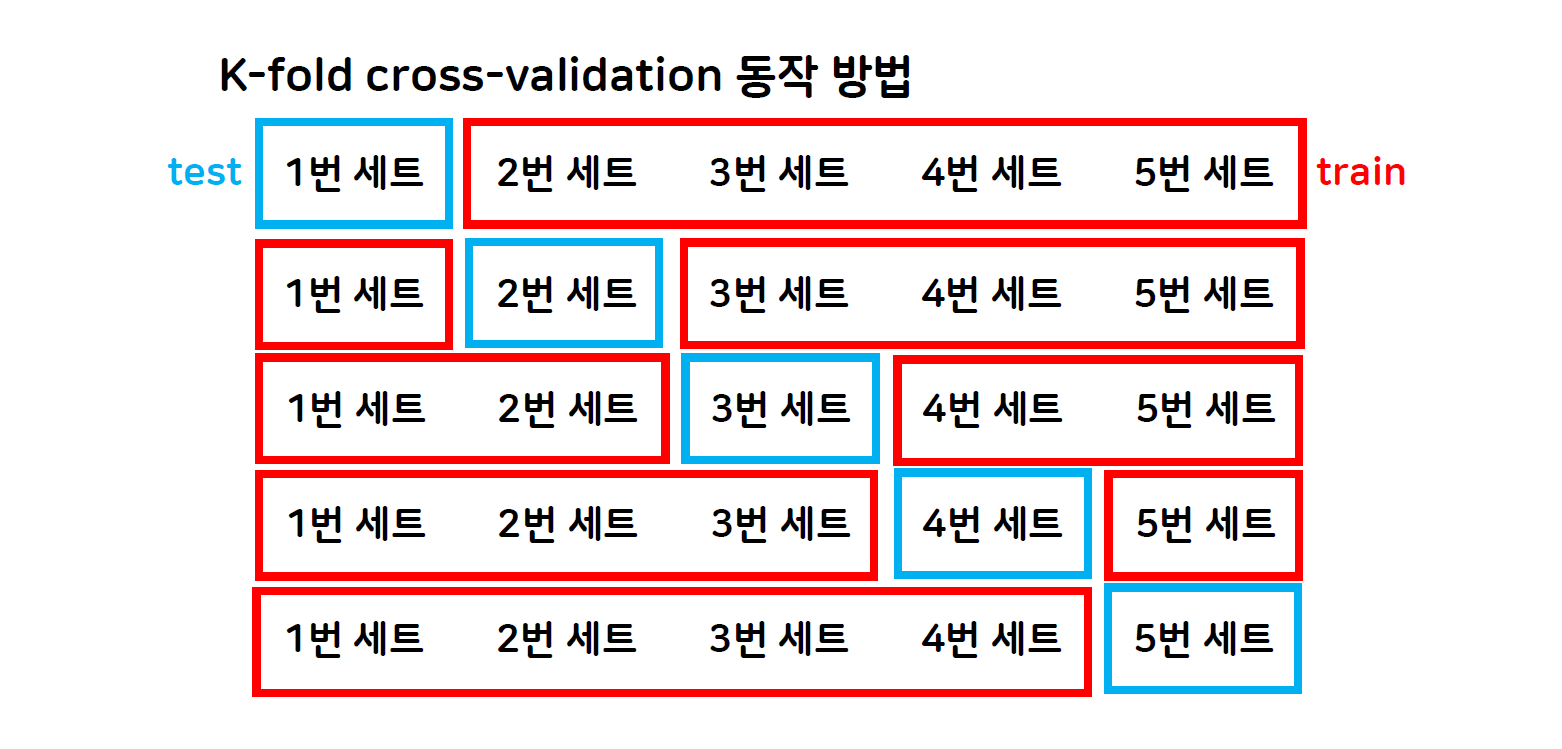 K-fold cross-validation 동작 방법
test 1번 세트 2번 세트 3번 세트 4번 세트 5번 세트 train
1번 세트 2번 세트 3번 세트 4번 세트 5번 세트
1번 세트 2번 세트 3번 세트 4번 세트 5번 세트
1번 세트 2번 세트 3번 세트 4번 세트 5번 세트
1번 세트 2번 세트 3번 세트 4번 세트 5번 세트